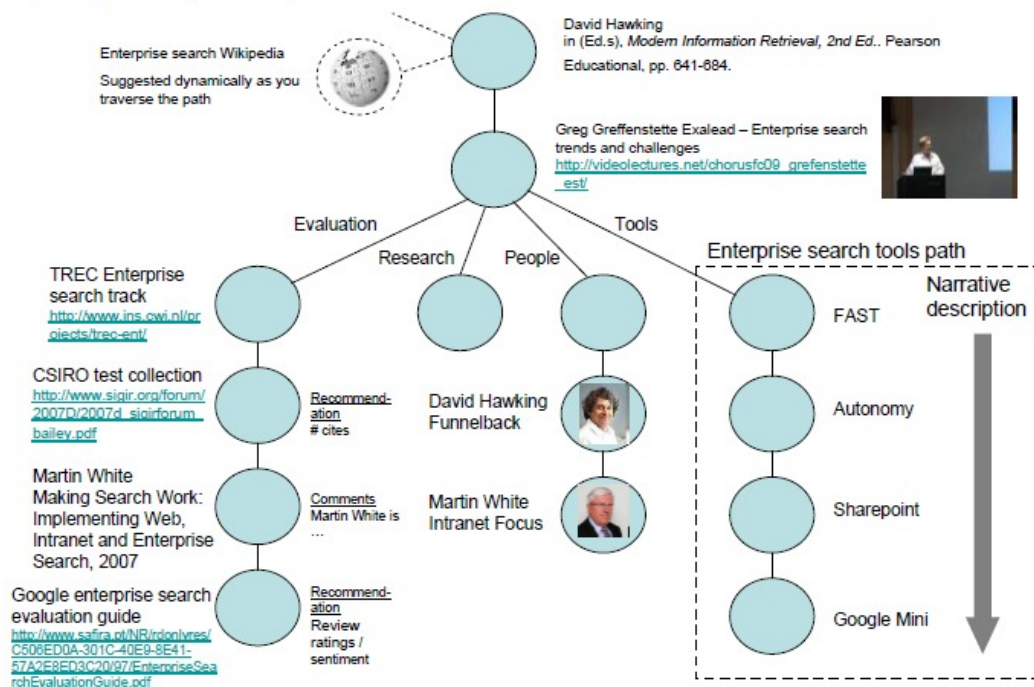 Enterprise search Wikipedia
Suggested dynamically as you
traverse the path
David Hawking
in (Ed.s), Modern Information Retrieval, 2nd Ed.. Pearson
Educational, pp. 641-684.
Greg Greffenstette Exalead – Enterprise search
trends and challenges
http://videolectures.net/chorusfc09_grefenstette
_est/
Evaluation
Research
People
Tools
TREC Enterprise
search track
http://www.ins.cwi.nl/pr
ojects/trec-ent/
CSIRO test collection
http://www.sigir.org/forum/
2007D/2007d_sigirforum_
bailey.pdf
Recommend-
ation
# cites
Martin White
Making Search Work:
Implementing Web,
Intranet and Enterprise
Search, 2007
Comments
Martin White is
…
Google enterprise search
evaluation guide
http://www.safira.pt/NR/rdonlyres/
C506ED0A-301C-40E9-8E41-
57A2E8ED3C20/97/EnterpriseSea
rchEvaluationGuide.pdf
Recommend-
ation
Review
ratings /
sentiment
David Hawking
Funnelback
Martin White
Intranet Focus
Enterprise search tools path
Narrative
description
FAST
Autonomy
Sharepoint
Google Mini